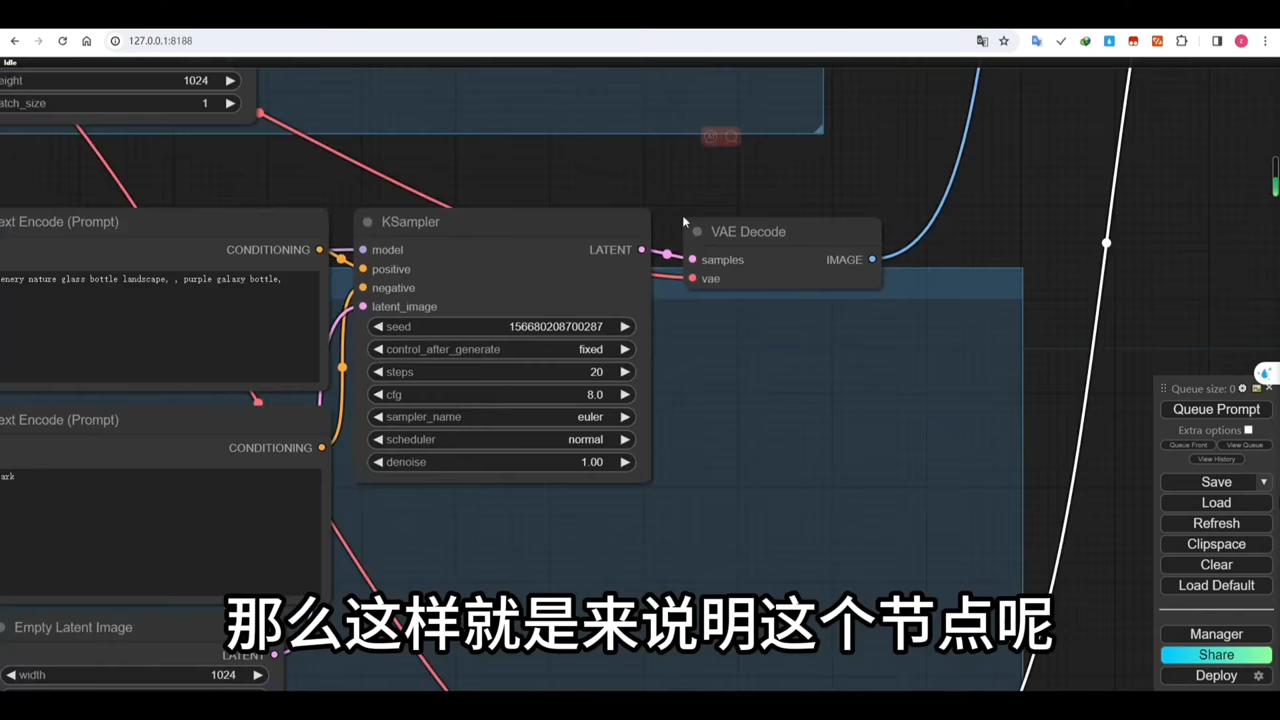 127.0.0.1:8188
Idle
eight 1024
atch_size 1
ext Encode (Prompt)
CONDITIONING
enery nature glass bottle landscape, , purple galaxy bottle,
ext Encode (Prompt)
CONDITIONING
ark
Empty Latent Image
LATENT
width 1024
KSampler
model LATENT
positive
negative
latent_image
seed 156680208700287
control_after_generate fixed
steps 20
cfg 8.0
sampler_name euler
scheduler normal
denoise 1.00
VAE Decode
samples IMAGE
vae
Queue size: 0
Queue Prompt
Extra options
Queue Front View Queue
View History
Save
Load
Refresh
Clipspace
Clear
Load Default
Manager
Share
Deploy
那么这样就是来说明这个节点呢